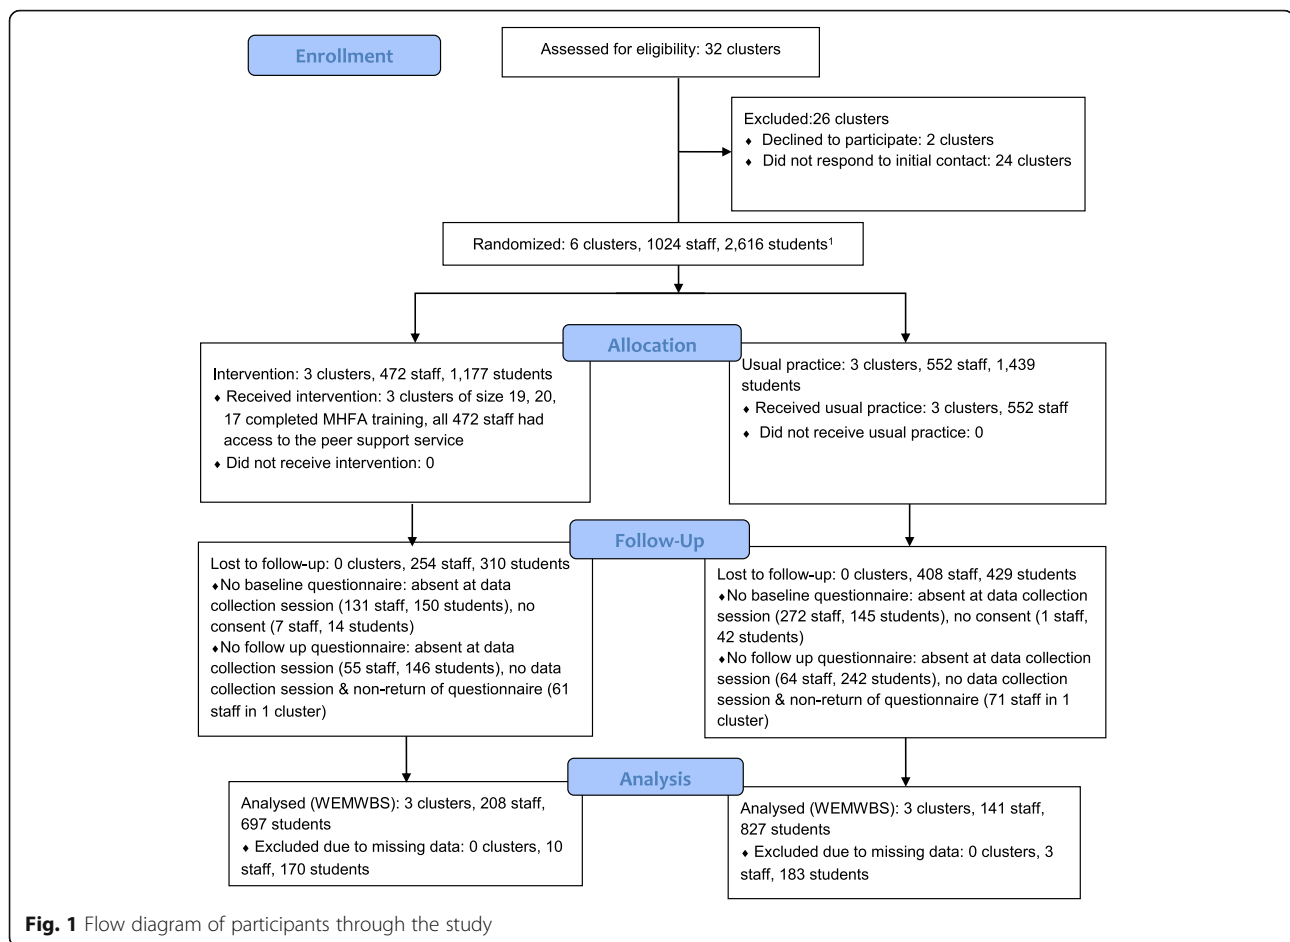 Enrollment
Assessed for eligibility: 32 clusters
Excluded:26 clusters
♦ Declined to participate: 2 clusters
♦ Did not respond to initial contact: 24 clusters
Randomized: 6 clusters, 1024 staff, 2,616 students¹
Allocation
Intervention: 3 clusters, 472 staff, 1,177 students
♦ Received intervention: 3 clusters of size 19, 20,
17 completed MHFA training, all 472 staff had
access to the peer support service
♦ Did not receive intervention: 0
Usual practice: 3 clusters, 552 staff, 1,439
students
♦ Received usual practice: 3 clusters, 552 staff
♦ Did not receive usual practice: 0
Follow-Up
Lost to follow-up: 0 clusters, 254 staff, 310 students
♦No baseline questionnaire: absent at data
collection session (131 staff, 150 students), no
consent (7 staff, 14 students)
♦No follow up questionnaire: absent at data
collection session (55 staff, 146 students), no data
collection session & non-return of questionnaire (61
staff in 1 cluster)
Lost to follow-up: 0 clusters, 408 staff, 429 students
♦No baseline questionnaire: absent at data collection
session (272 staff, 145 students), no consent (1 staff,
42 students)
♦No follow up questionnaire: absent at data collection
session (64 staff, 242 students), no data collection
session & non-return of questionnaire (71 staff in 1
cluster)
Analysis
Analysed (WEMWBS): 3 clusters, 208 staff,
697 students
♦ Excluded due to missing data: 0 clusters, 10
staff, 170 students
Analysed (WEMWBS): 3 clusters, 141 staff,
827 students
♦ Excluded due to missing data: 0 clusters, 3
staff, 183 students
Fig. 1 Flow diagram of participants through the study